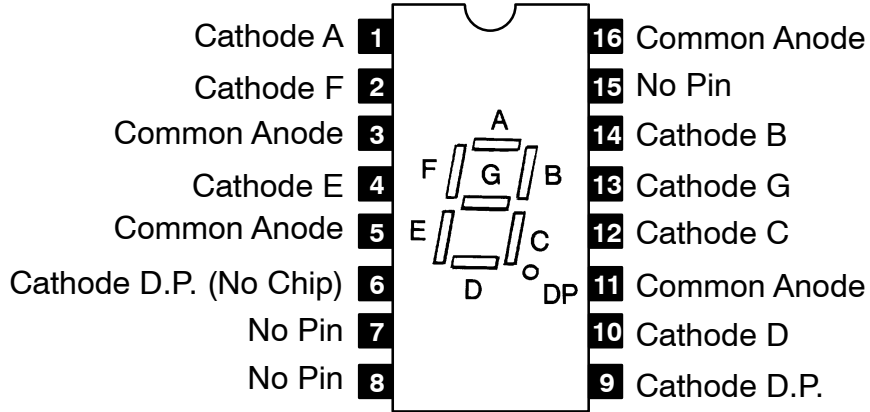 Cathode A 1
Cathode F 2
Common Anode 3
Cathode E 4
Common Anode 5
Cathode D.P. (No Chip) 6
No Pin 7
No Pin 8
A
F G B
E C
D DP
16 Common Anode
15 No Pin
14 Cathode B
13 Cathode G
12 Cathode C
11 Common Anode
10 Cathode D
9 Cathode D.P.